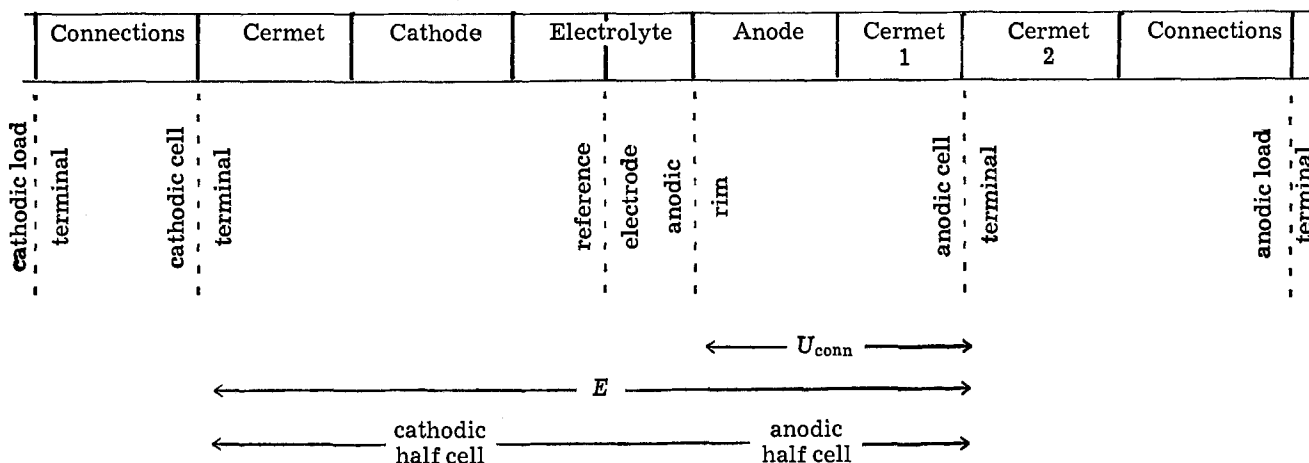 Connections Cermet Cathode Electrolyte Anode Cermet 1 Cermet 2 Connections
cathodic load
terminal
cathodic cell
terminal
reference
electrode
anodic
rim
anodic cell
terminal
anodic load
terminal
U_conn
E
cathodic
half cell
anodic
half cell